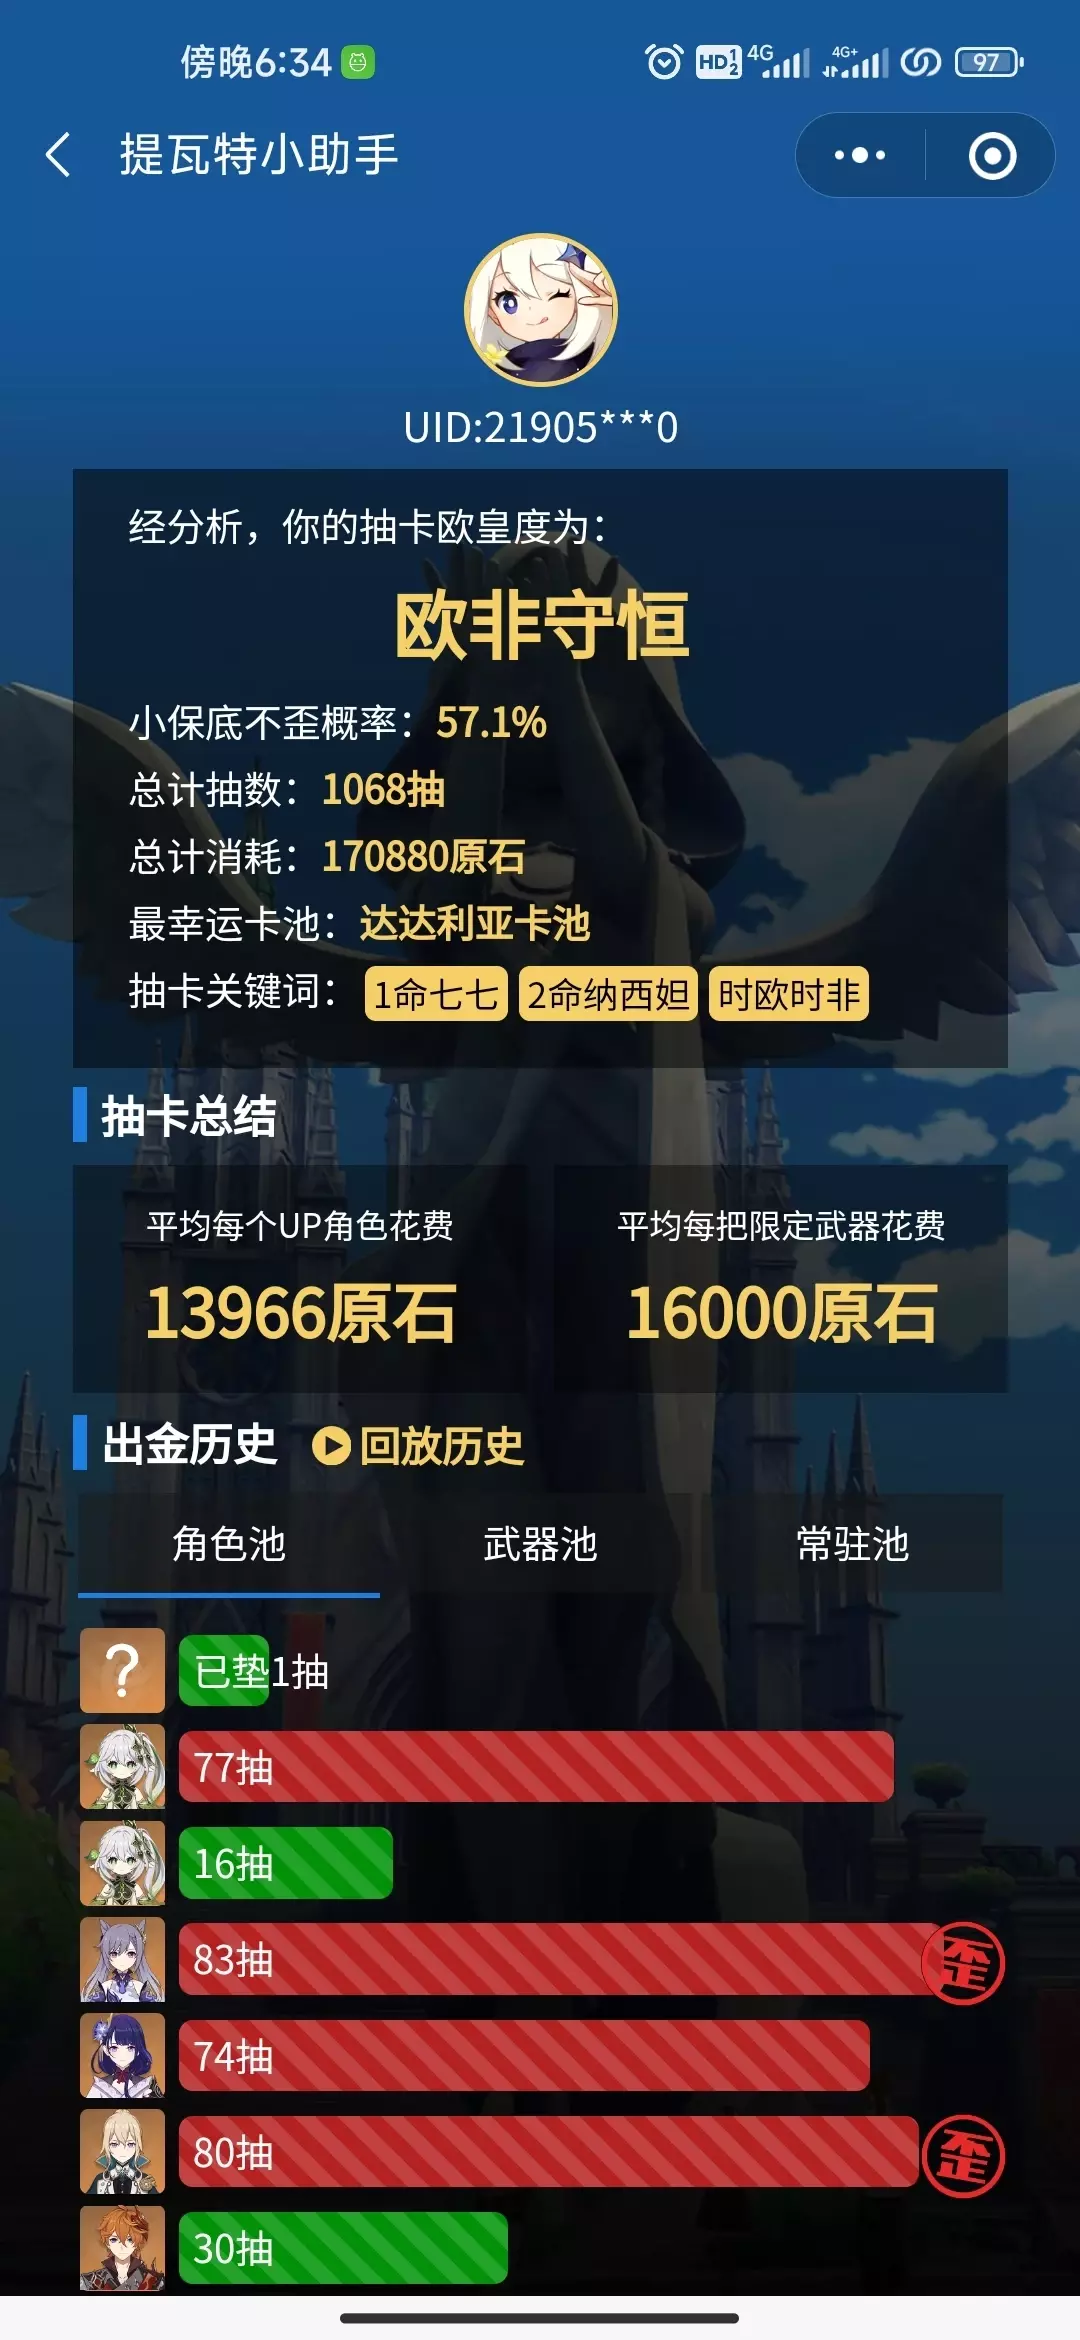 傍晚6:34 HD 1 2 4G 4G+ 97
提瓦特小助手
UID:21905***0
经分析，你的抽卡欧皇度为：
欧非守恒
小保底不歪概率：57.1%
总计抽数：1068抽
总计消耗：170880原石
最幸运卡池：达达利亚卡池
抽卡关键词： 1命七七 2命纳西妲 时欧时非
抽卡总结
平均每个UP角色花费 平均每把限定武器花费
13966原石 16000原石
出金历史 回放历史
角色池 武器池 常驻池
? 已垫1抽
77抽
16抽
83抽 歪
74抽
80抽 歪
30抽